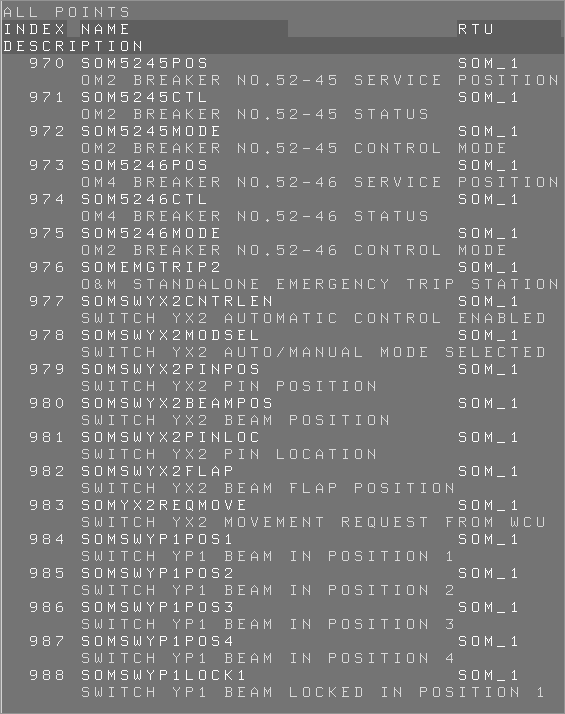 ALL POINTS
INDEX NAME RTU
DESCRIPTION
970 SOM5245POS SOM_1
OM2 BREAKER NO.52-45 SERVICE POSITION
971 SOM5245CTL SOM_1
OM2 BREAKER NO.52-45 STATUS
972 SOM5245MODE SOM_1
OM2 BREAKER NO.52-45 CONTROL MODE
973 SOM5246POS SOM_1
OM4 BREAKER NO.52-46 SERVICE POSITION
974 SOM5246CTL SOM_1
OM4 BREAKER NO.52-46 STATUS
975 SOM5246MODE SOM_1
OM2 BREAKER NO.52-46 CONTROL MODE
976 SOMEMGTRIP2 SOM_1
O&M STANDALONE EMERGENCY TRIP STATION
977 SOMSWYX2CNTRLEN SOM_1
SWITCH YX2 AUTOMATIC CONTROL ENABLED
978 SOMSWYX2MODSEL SOM_1
SWITCH YX2 AUTO/MANUAL MODE SELECTED
979 SOMSWYX2PINPOS SOM_1
SWITCH YX2 PIN POSITION
980 SOMSWYX2BEAMPOS SOM_1
SWITCH YX2 BEAM POSITION
981 SOMSWYX2PINLOC SOM_1
SWITCH YX2 PIN LOCATION
982 SOMSWYX2FLAP SOM_1
SWITCH YX2 BEAM FLAP POSITION
983 SOMYX2REQMOVE SOM_1
SWITCH YX2 MOVEMENT REQUEST FROM WCU
984 SOMSWYP1POS1 SOM_1
SWITCH YP1 BEAM IN POSITION 1
985 SOMSWYP1POS2 SOM_1
SWITCH YP1 BEAM IN POSITION 2
986 SOMSWYP1POS3 SOM_1
SWITCH YP1 BEAM IN POSITION 3
987 SOMSWYP1POS4 SOM_1
SWITCH YP1 BEAM IN POSITION 4
988 SOMSWYP1LOCK1 SOM_1
SWITCH YP1 BEAM LOCKED IN POSITION 1